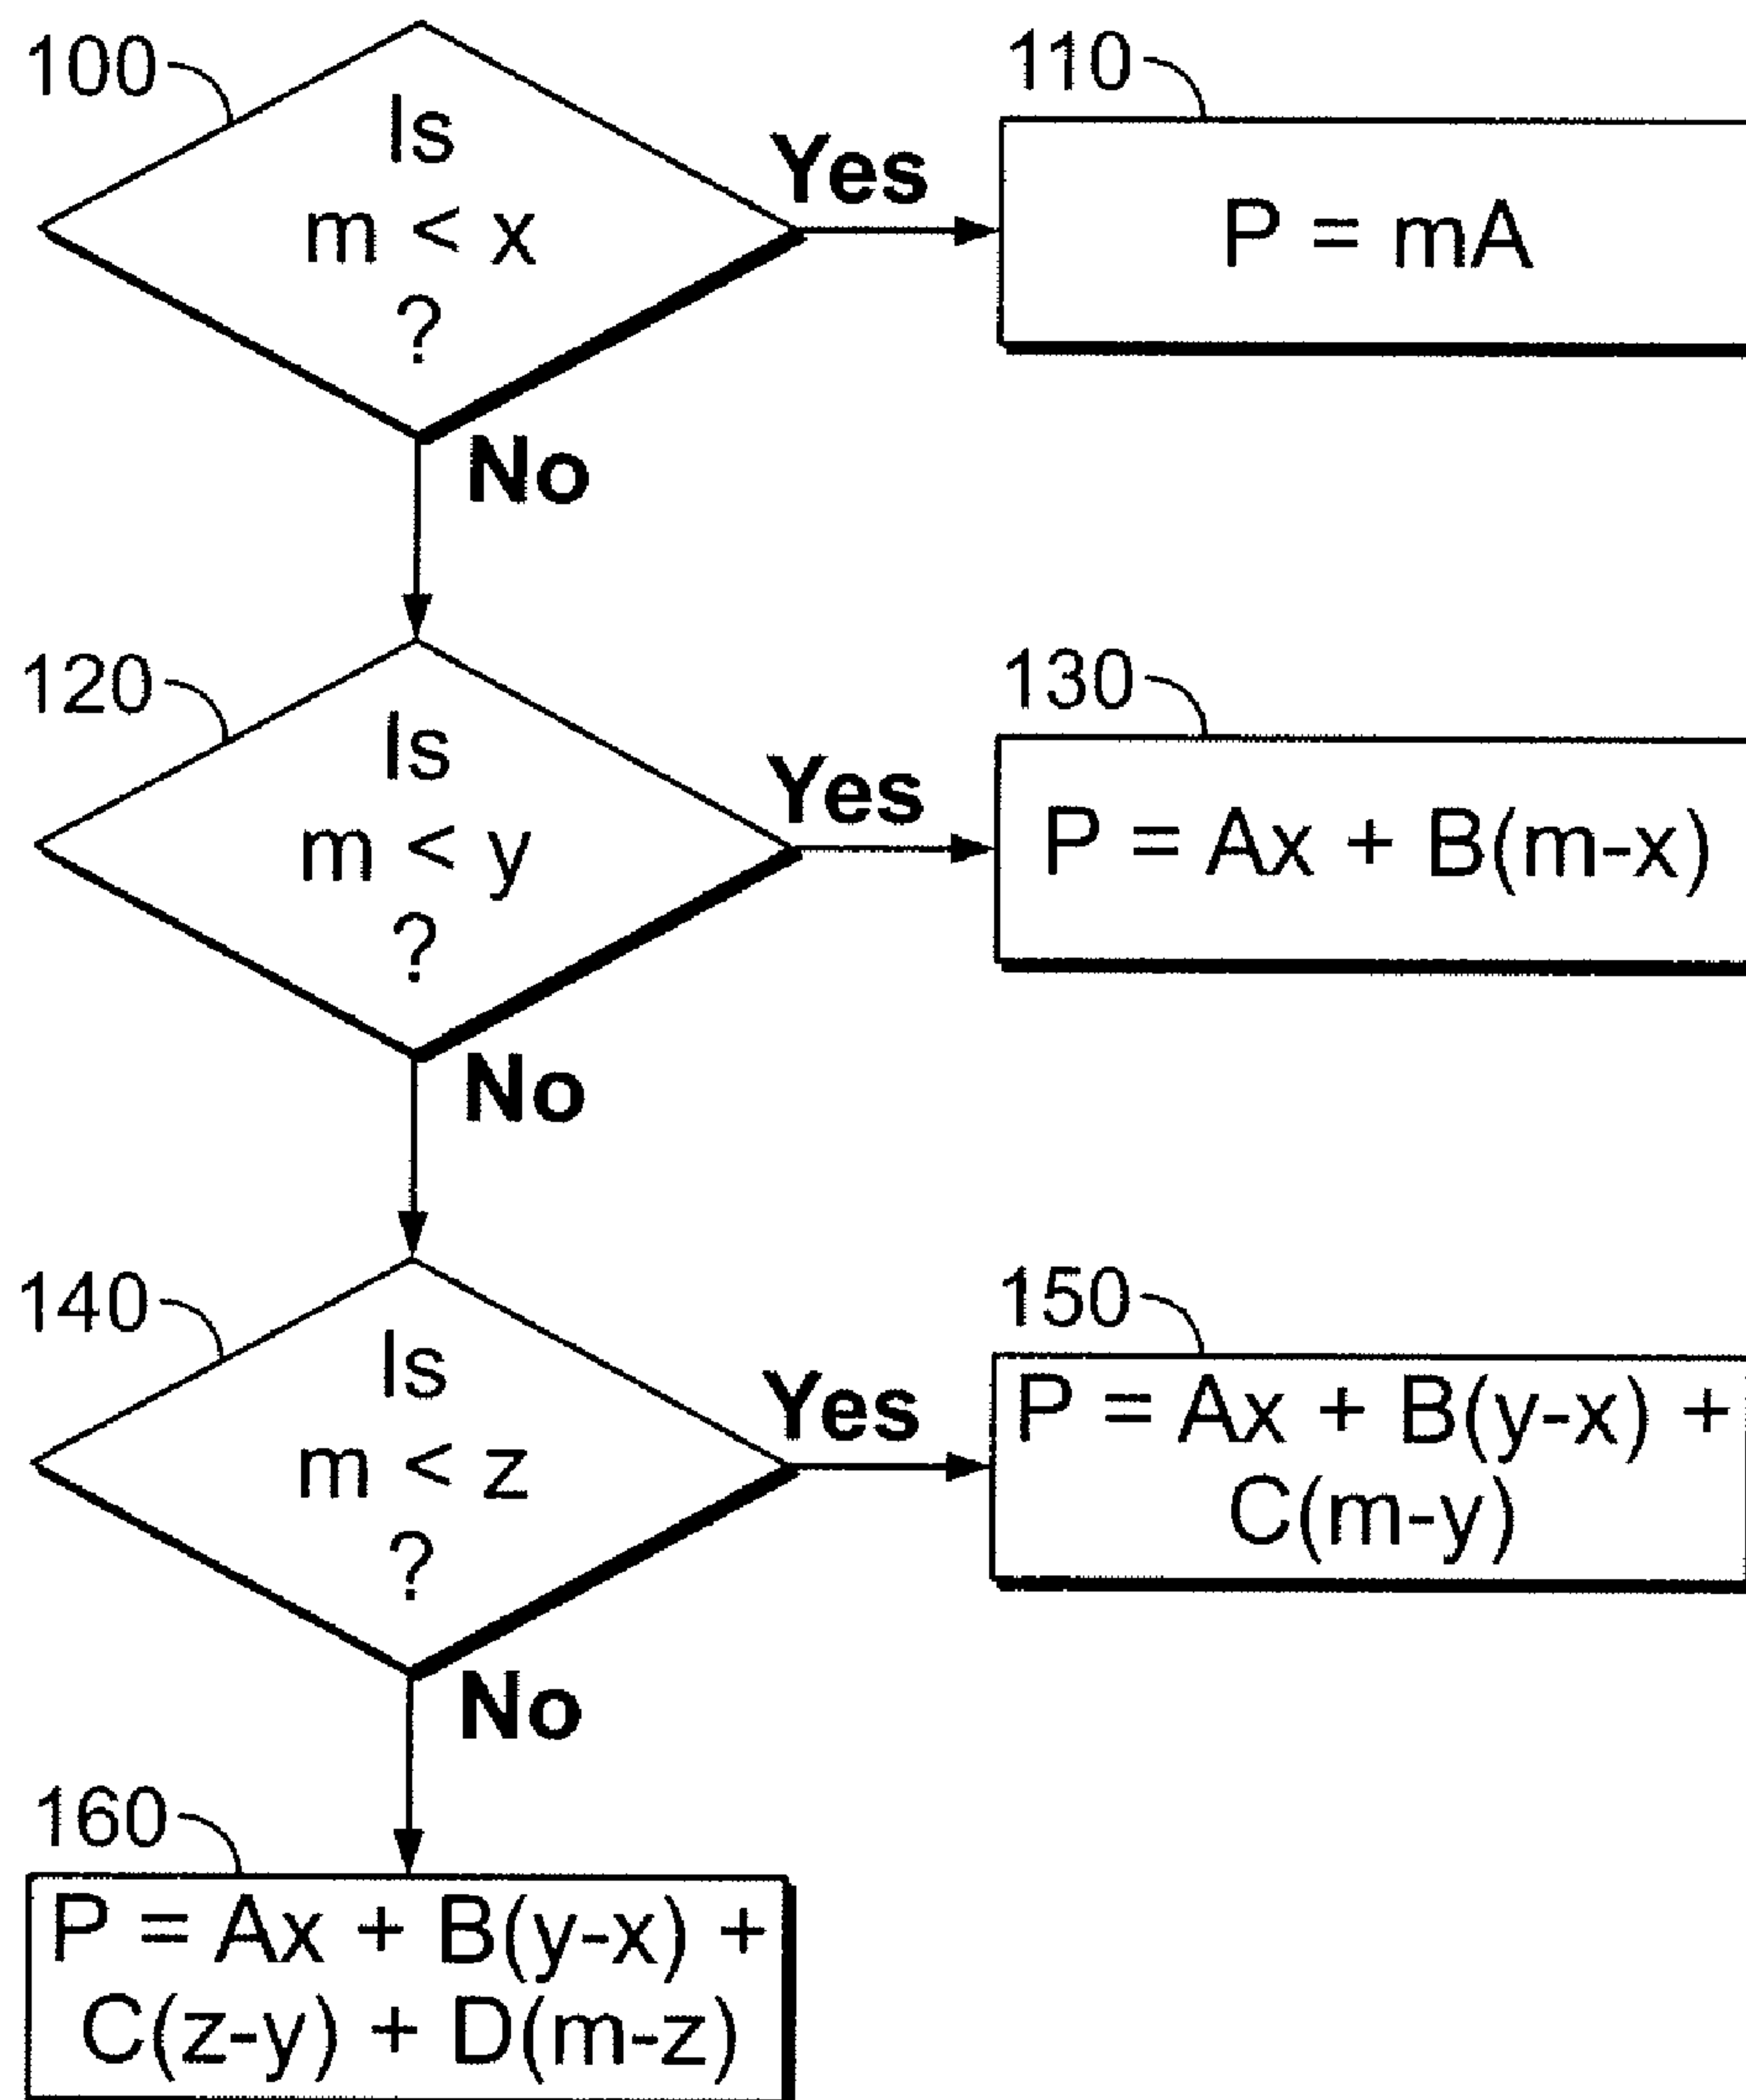 100
Is
m < x
?
Yes
110
P = mA
No
120
Is
m < y
?
Yes
130
P = Ax + B(m-x)
No
140
Is
m < z
?
Yes
150
P = Ax + B(y-x) +
C(m-y)
No
160
P = Ax + B(y-x) +
C(z-y) + D(m-z)